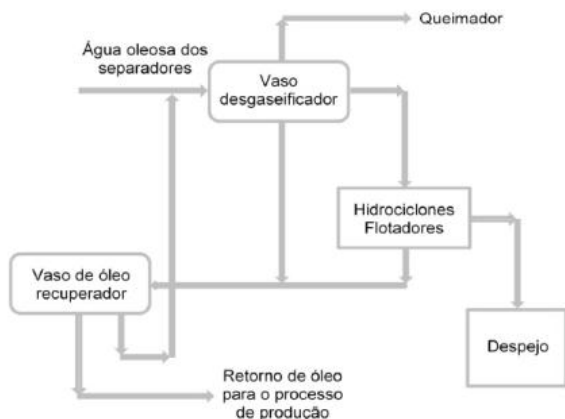 Queimador
Água oleosa dos
separadores
Vaso
desgaseificador
Hidrociclones
Flotadores
Vaso de óleo
recuperador
Despejo
Retorno de óleo
para o processo
de produção